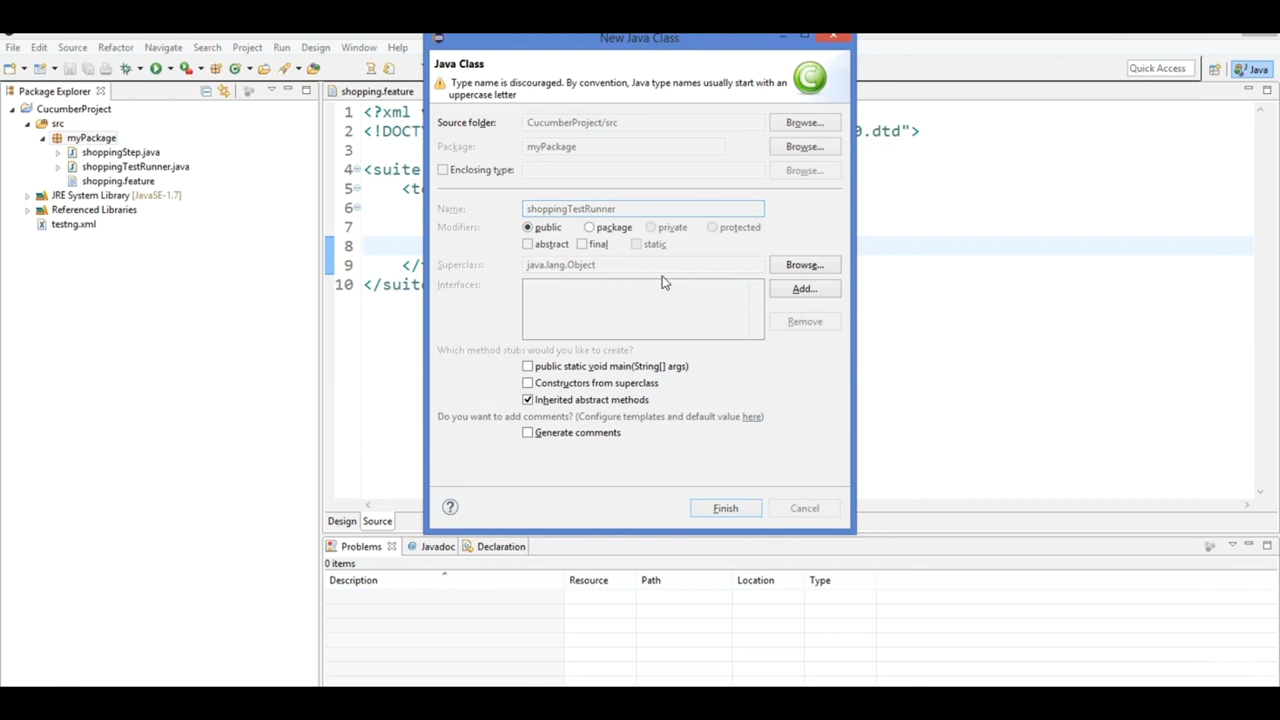 New Java Class
File Edit Source Refactor Navigate Search Project Run Design Window Help
Quick Access
Java
Package Explorer
CucumberProject
src
myPackage
shoppingStep.java
shoppingTestRunner.java
shopping.feature
JRE System Library [JavaSE-1.7]
Referenced Libraries
testng.xml
shopping.feature
1 <?xml
2 <!DOCTY
.0.dtd">
3
4 <suite
5 <te
6
7
8
9 </
10 </suite
Design Source
Java Class
Type name is discouraged. By convention, Java type names usually start with an
uppercase letter
Source folder: CucumberProject/src Browse...
Package: myPackage Browse...
Enclosing type: Browse...
Name: shoppingTestRunner
Modifiers: public package private protected
abstract final static
Superclass: java.lang.Object Browse...
Interfaces: Add...
Remove
Which method stubs would you like to create?
public static void main(String[] args)
Constructors from superclass
Inherited abstract methods
Do you want to add comments? (Configure templates and default value here)
Generate comments
? Finish Cancel
Problems @ Javadoc Declaration
0 items
Description Resource Path Location Type